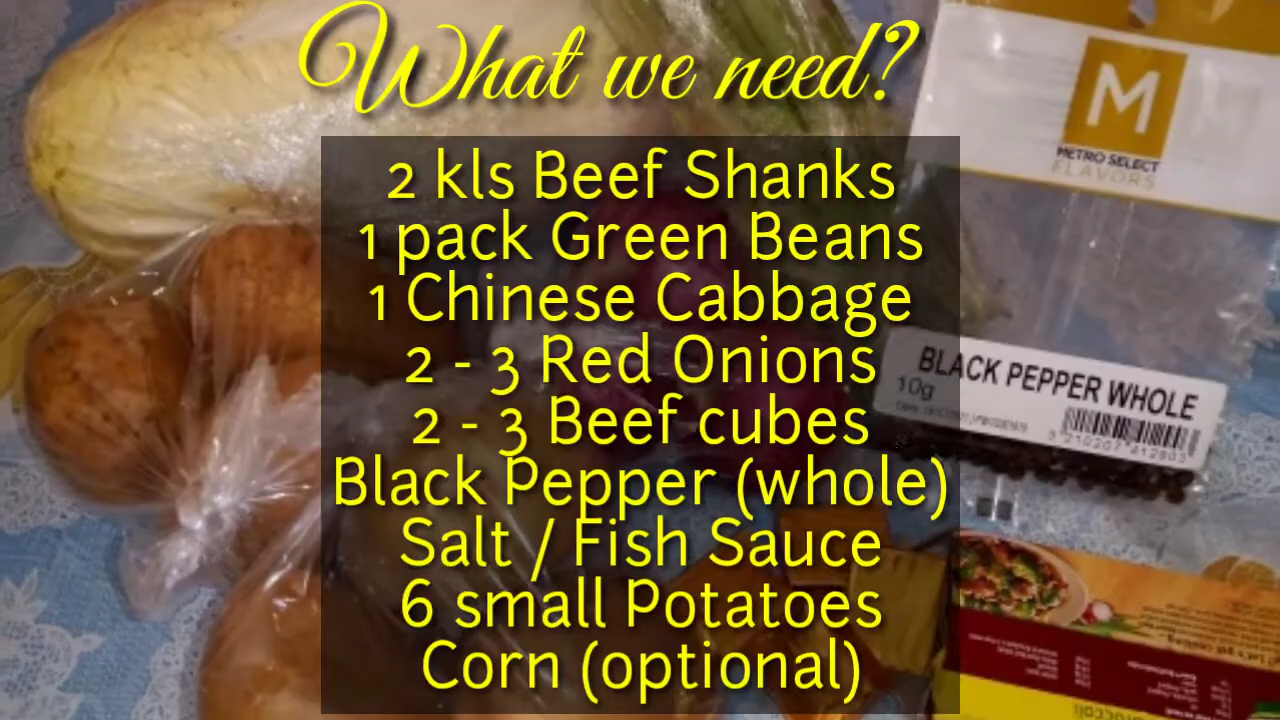 What we need?
2 kls Beef Shanks
1 pack Green Beans
1 Chinese Cabbage
2 - 3 Red Onions
2 - 3 Beef cubes
Black Pepper (whole)
Salt / Fish Sauce
6 small Potatoes
Corn (optional)
M
METRO SELECT
FLAVORS
BLACK PEPPER WHOLE
10g